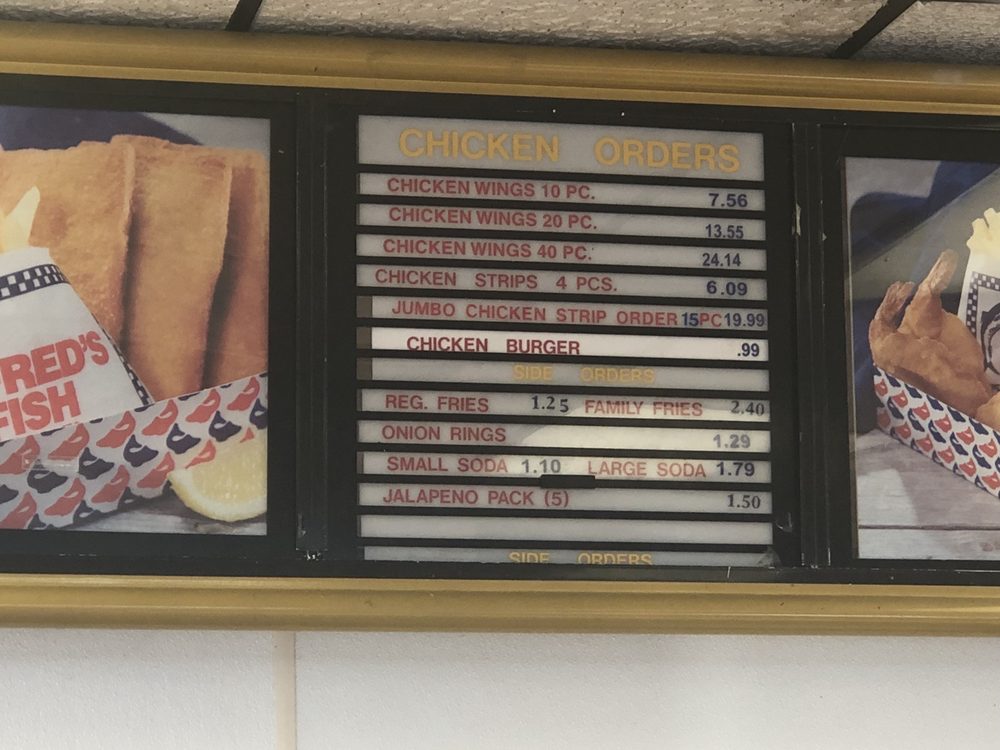 CHICKEN ORDERS
CHICKEN WINGS 10 PC. 7.56
CHICKEN WINGS 20 PC. 13.55
CHICKEN WINGS 40 PC. 24.14
CHICKEN STRIPS 4 PCS. 6.09
JUMBO CHICKEN STRIP ORDER 15PC19.99
CHICKEN BURGER .99
SIDE ORDERS
REG. FRIES 1.25 FAMILY FRIES 2.40
ONION RINGS 1.29
SMALL SODA 1.10 LARGE SODA 1.79
JALAPENO PACK (5) 1.50
SIDE ORDERS
RED'S
FISH